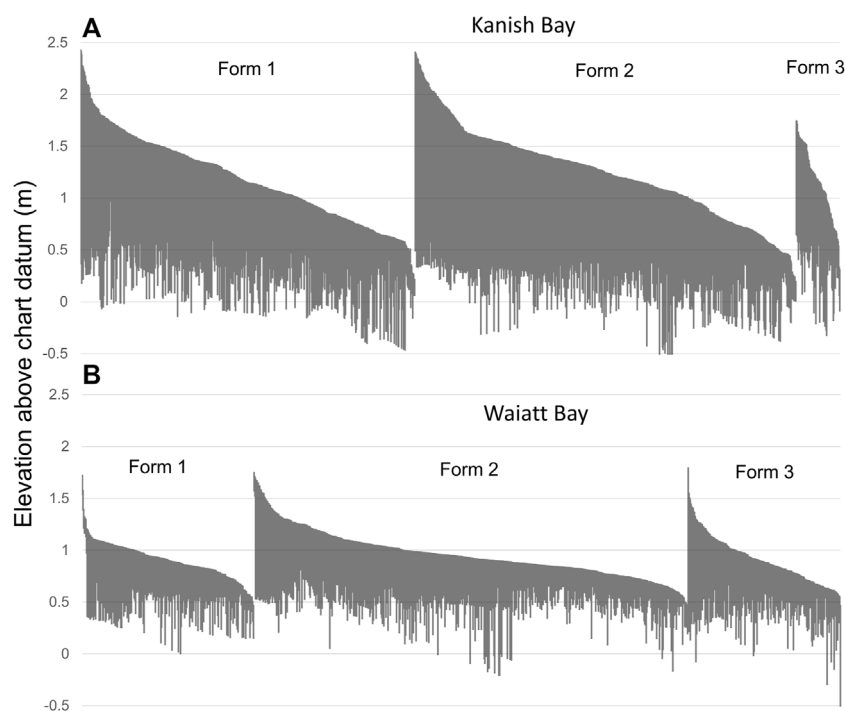 A
Kanish Bay
2.5
Form 1
Form 2
Form 3
2
1.5
1
0.5
0
-0.5
Elevation above chart datum (m)
B
2.5
Waiatt Bay
2
Form 1
Form 2
Form 3
1.5
1
0.5
0
-0.5